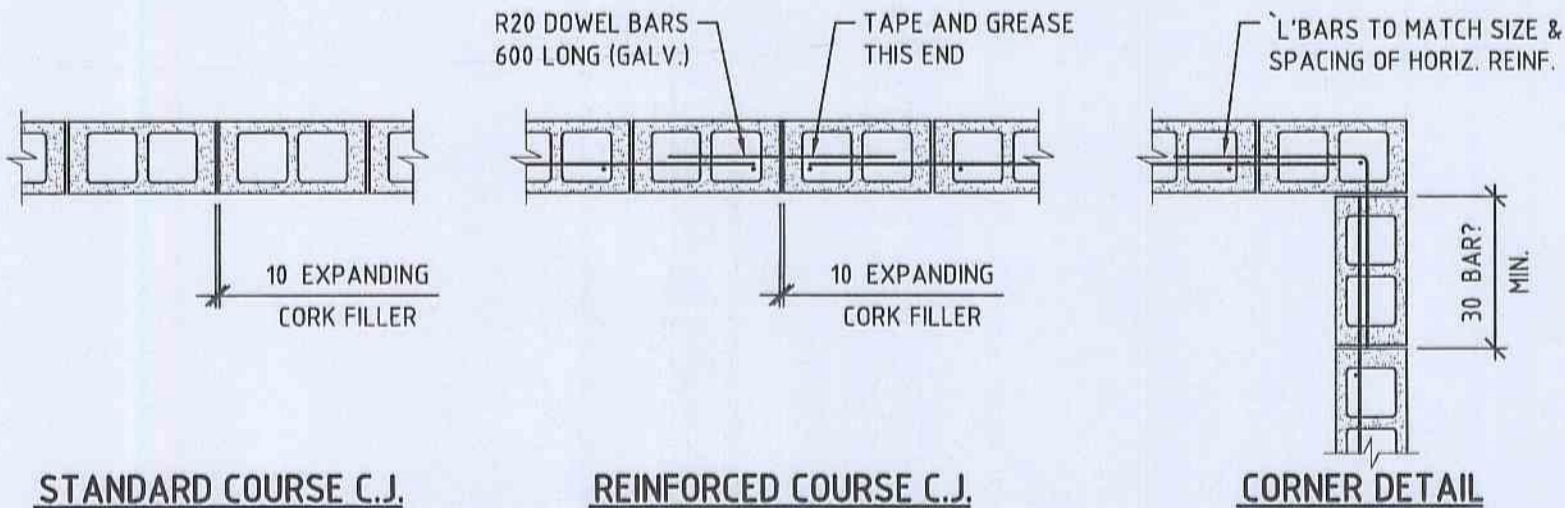 R20 DOWEL BARS
600 LONG (GALV.)
TAPE AND GREASE
THIS END
`L'BARS TO MATCH SIZE &
SPACING OF HORIZ. REINF.
10 EXPANDING
CORK FILLER
10 EXPANDING
CORK FILLER
30 BAR?
MIN.
STANDARD COURSE C.J.
REINFORCED COURSE C.J.
CORNER DETAIL